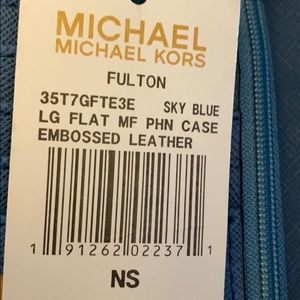 MICHAEL
MICHAEL KORS
FULTON
35T7GFTE3E SKY BLUE
LG FLAT MF PHN CASE
EMBOSSED LEATHER
1 91262 02237 1
NS